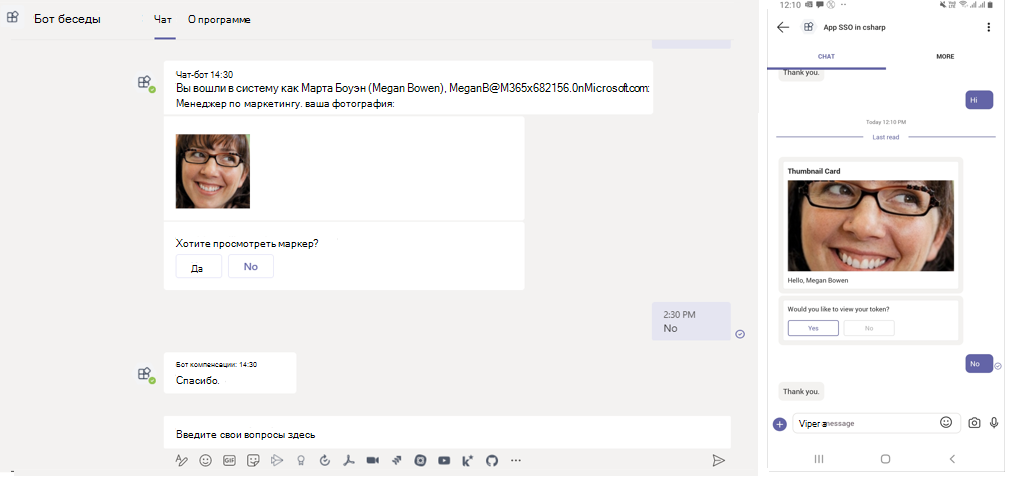 Бот беседы
Чат
О программе
Чат-бот 14:30
Вы вошли в систему как Марта Боуэн (Megan Bowen), MeganB@M365x682156.0nMicrosoft.com:
Менеджер по маркетингу. ваша фотография:
Хотите просмотреть маркер?
Да
No
2:30 PM
No
Бот компенсации: 14:30
Спасибо.
Введите свои вопросы здесь
GIF
12:10
App SSO in csharp
CHAT
MORE
Thank you.
Hi
Today 12:10 PM
Last read
Thumbnail Card
Hello, Megan Bowen
Would you like to view your token?
Yes
No
No
Thank you.
Viper a message